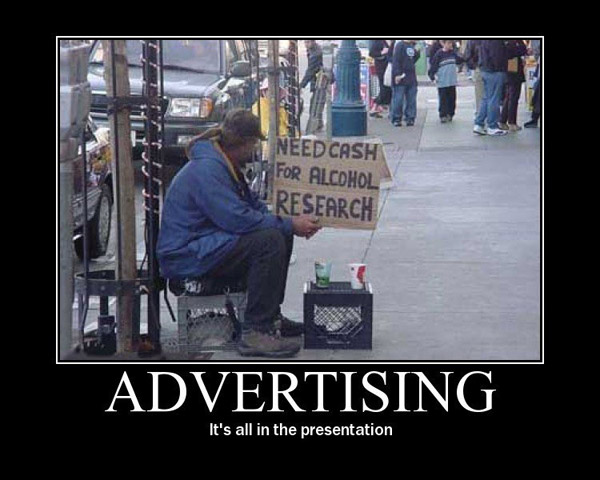 NEED CASH
FOR ALCOHOL
RESEARCH
ADVERTISING
It's all in the presentation